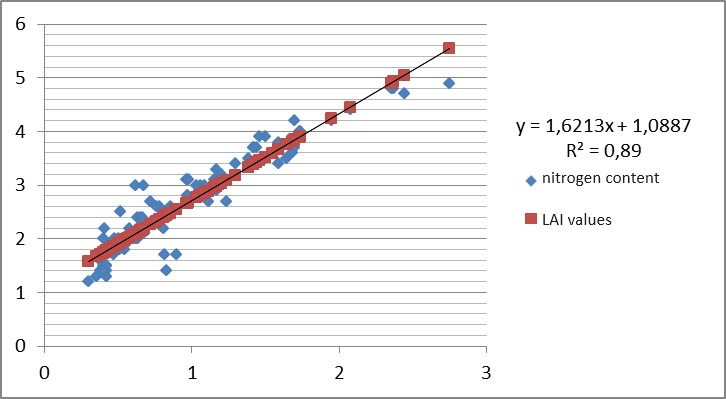 6
5
4
3
2
1
0
0 1 2 3
y = 1,6213x + 1,0887
R² = 0,89
nitrogen content
LAI values